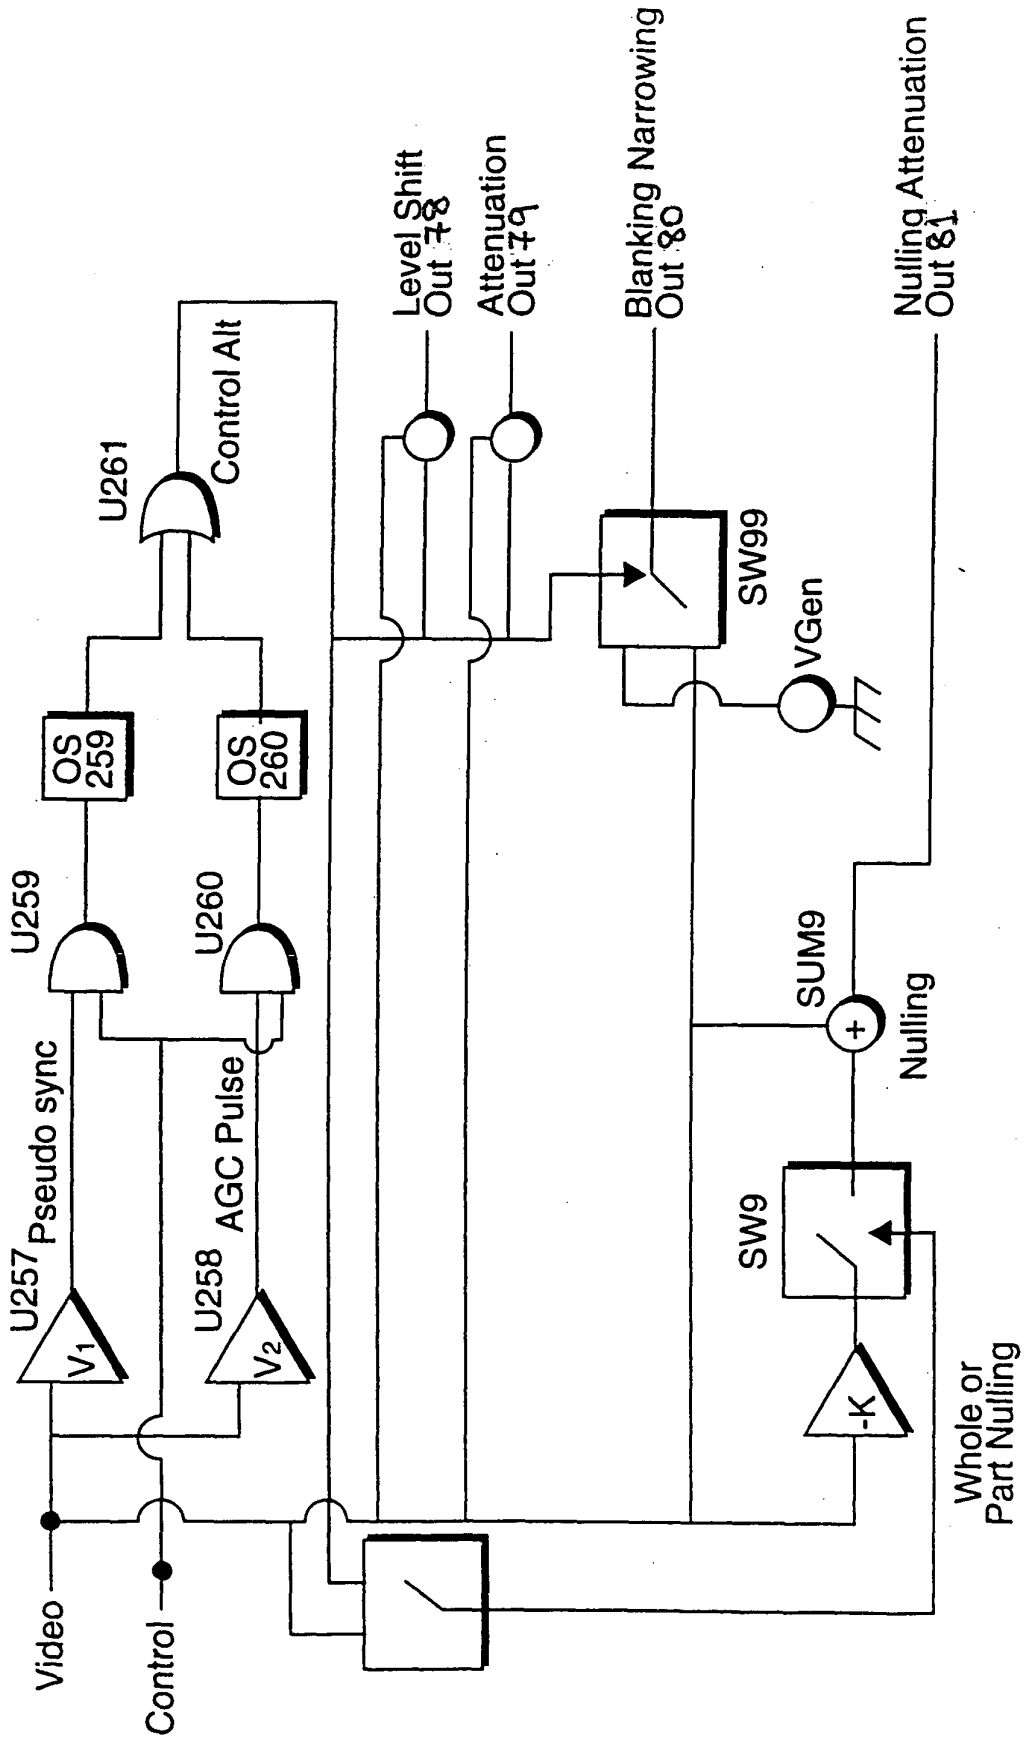 Video
Control
U257
V1
Pseudo sync
U258
V2
AGC Pulse
U259
U260
OS
259
OS
260
U261
Control Alt
Level Shift
Out 78
Attenuation
Out 79
Blanking Narrowing
Out 80
SW99
VGen
Nulling Attenuation
Out 81
SUM9
+
Nulling
SW9
-K
Whole or
Part Nulling